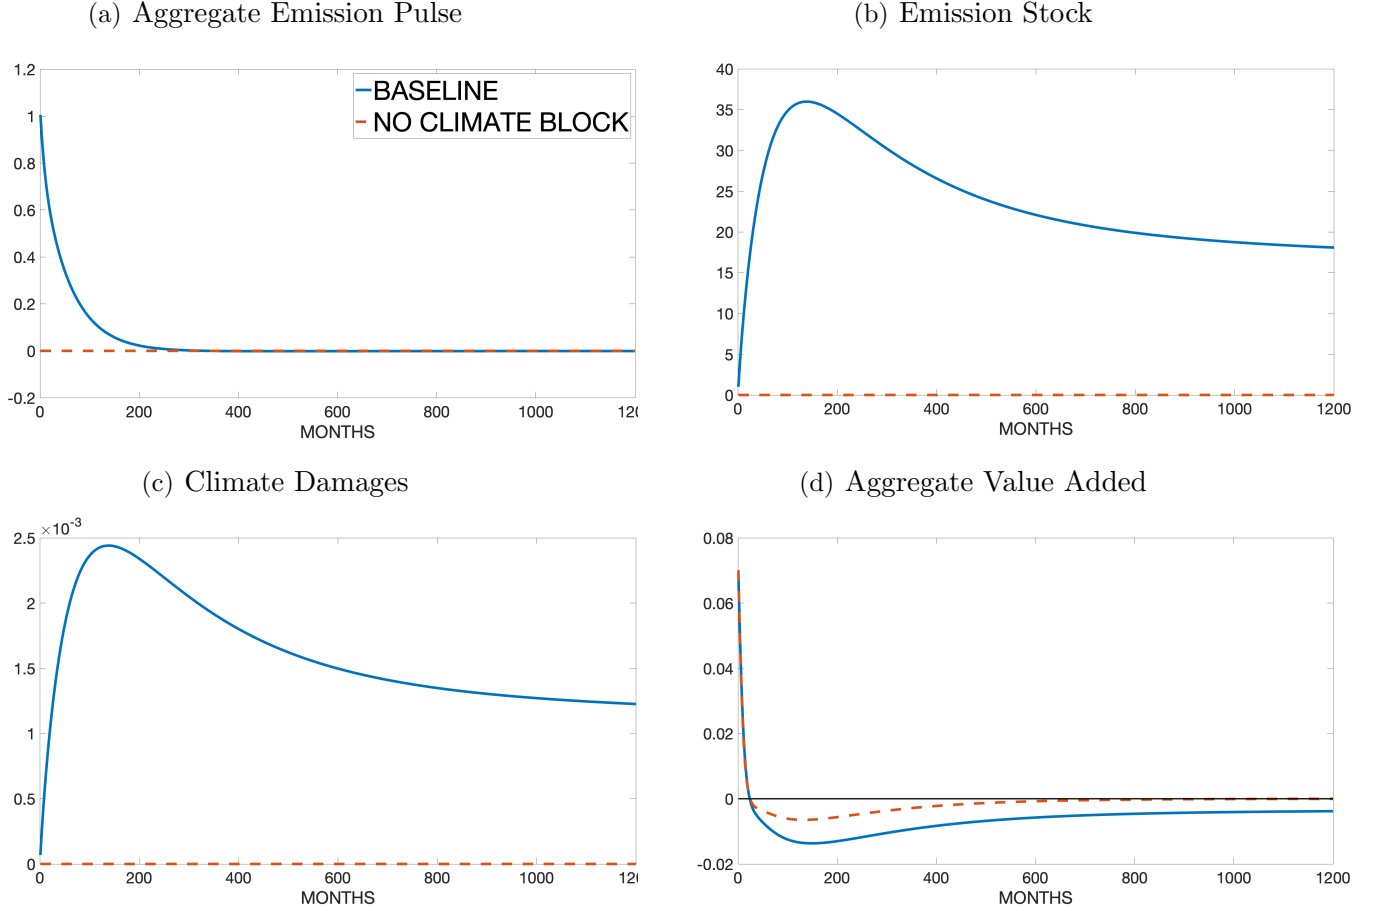 (a) Aggregate Emission Pulse
1.2
1
0.8
0.6
0.4
0.2
0
-0.2
BASELINE
NO CLIMATE BLOCK
0 200 400 600 800 1000 120
MONTHS
(b) Emission Stock
40
35
30
25
20
15
10
5
0
0 200 400 600 800 1000 1200
MONTHS
(c) Climate Damages
×10-3
2.5
2
1.5
1
0.5
0
0 200 400 600 800 1000 120
MONTHS
(d) Aggregate Value Added
0.08
0.06
0.04
0.02
0
-0.02
0 200 400 600 800 1000 1200
MONTHS